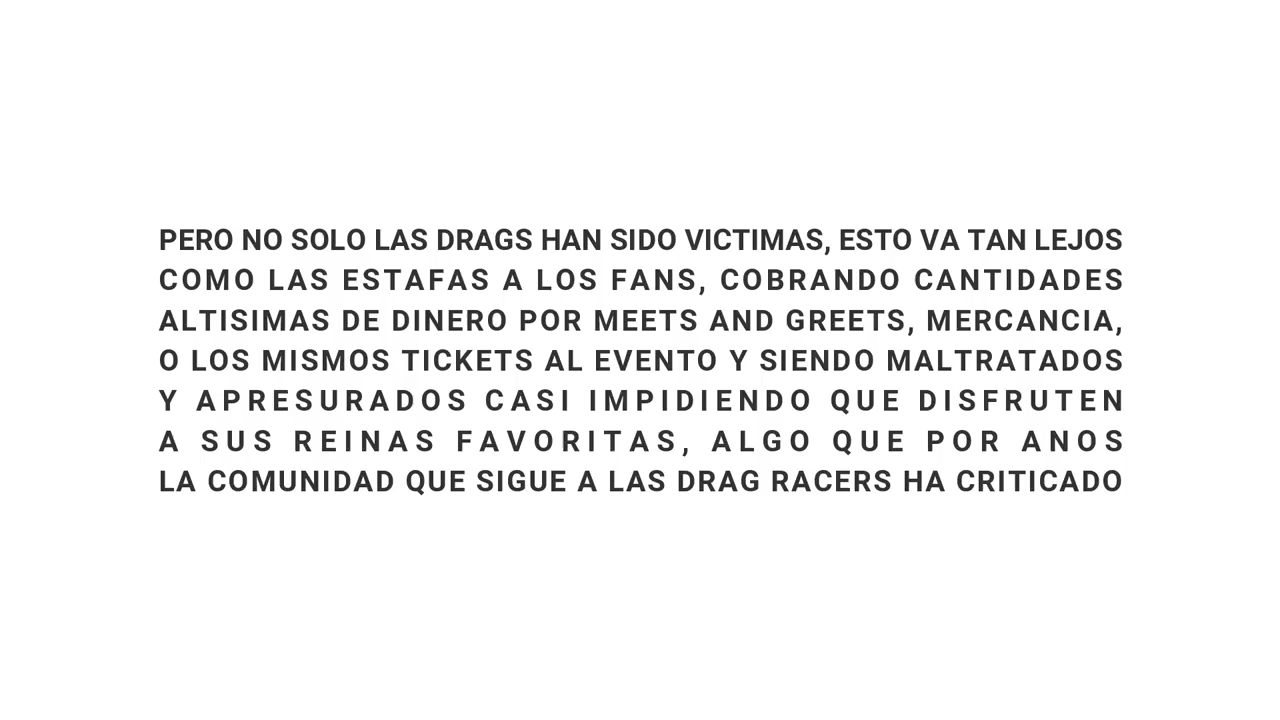 PERO NO SOLO LAS DRAGS HAN SIDO VICTIMAS, ESTO VA TAN LEJOS
COMO LAS ESTAFAS A LOS FANS, COBRANDO CANTIDADES
ALTISIMAS DE DINERO POR MEETS AND GREETS, MERCANCIA,
O LOS MISMOS TICKETS AL EVENTO Y SIENDO MALTRATADOS
Y APRESURADOS CASI IMPIDIENDO QUE DISFRUTEN
A SUS REINAS FAVORITAS, ALGO QUE POR ANOS
LA COMUNIDAD QUE SIGUE A LAS DRAG RACERS HA CRITICADO